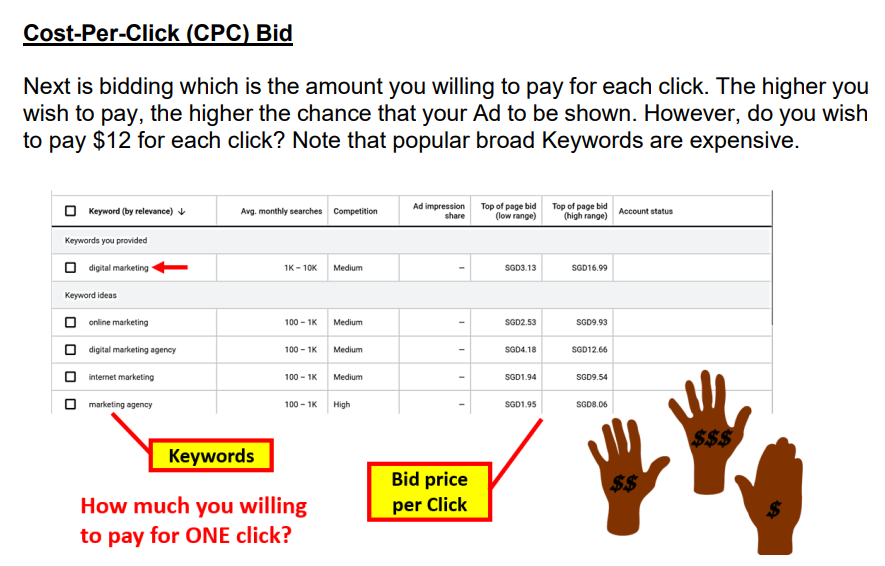 Cost-Per-Click (CPC) Bid
Next is bidding which is the amount you willing to pay for each click. The higher you
wish to pay, the higher the chance that your Ad to be shown. However, do you wish
to pay $12 for each click? Note that popular broad Keywords are expensive.
Keyword (by relevance) ↓ Avg. monthly searches Competition Ad impression share Top of page bid (low range) Top of page bid (high range) Account status
Keywords you provided
digital marketing 1K – 10K Medium – SGD3.13 SGD16.99
Keyword ideas
online marketing 100 – 1K Medium – SGD2.53 SGD9.93
digital marketing agency 100 – 1K Medium – SGD4.18 SGD12.66
internet marketing 100 – 1K Medium – SGD1.94 SGD9.54
marketing agency 100 – 1K High – SGD1.95 SGD8.06
Keywords
Bid price
per Click
How much you willing
to pay for ONE click?
$$
$$$
$